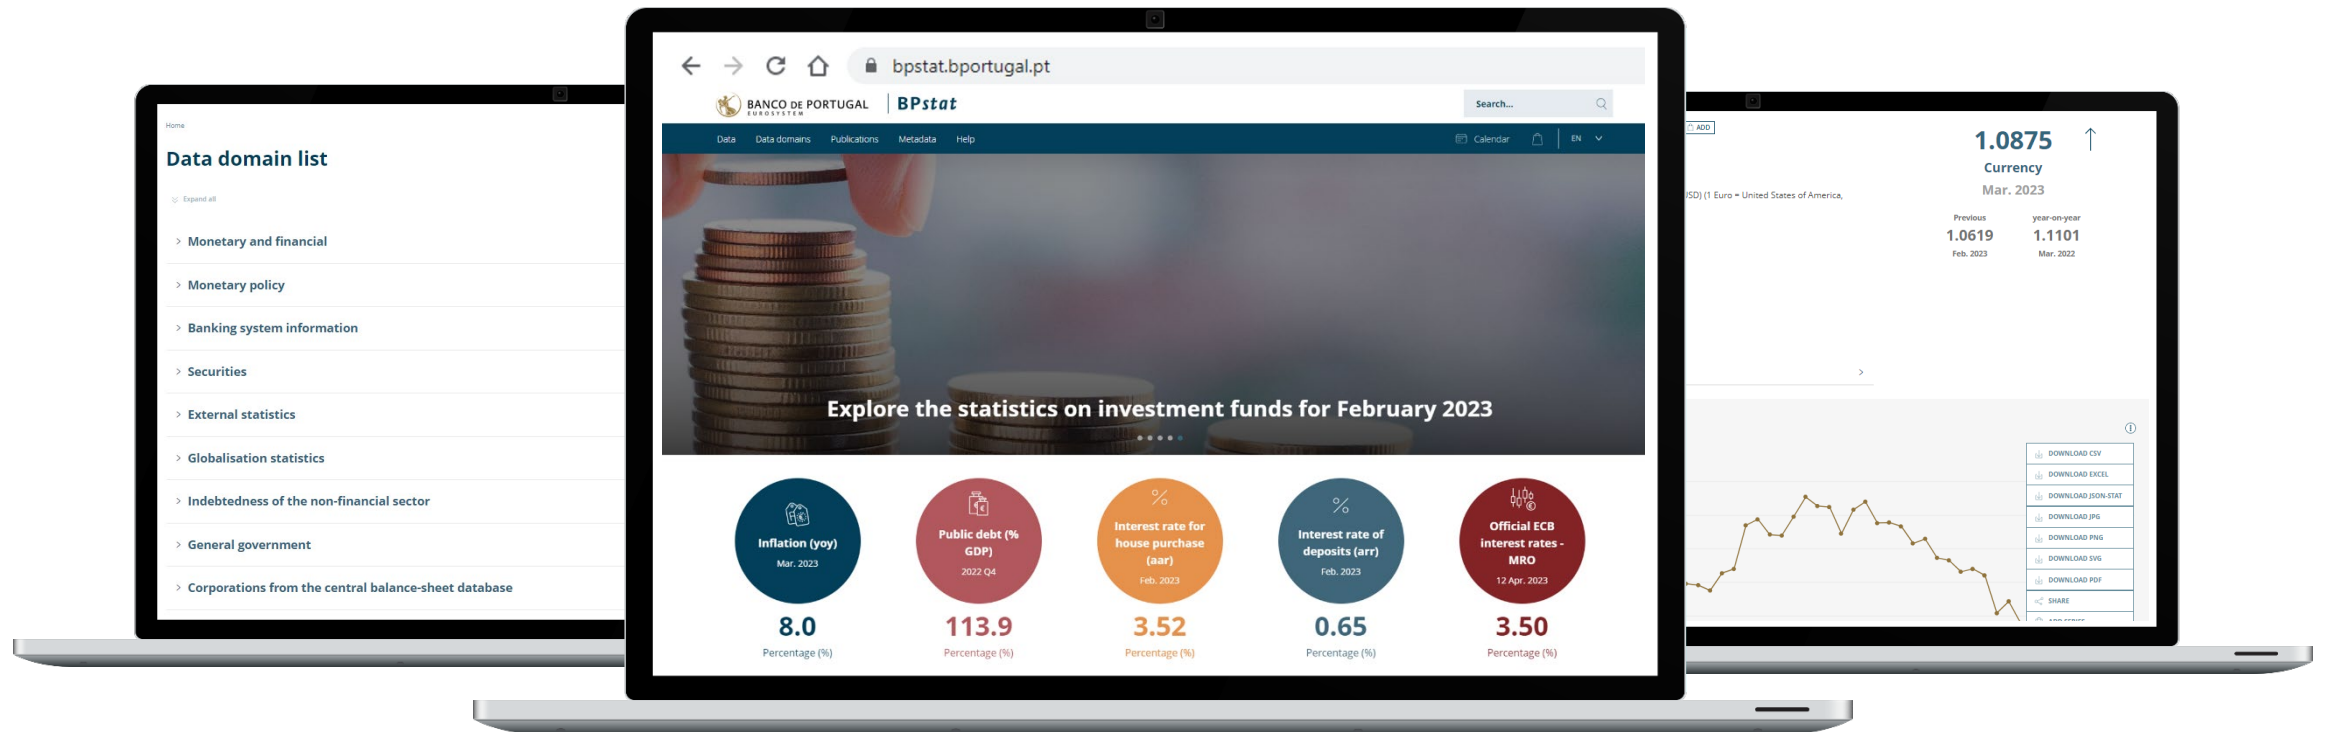 Home
Data domain list
Expand all
Monetary and financial
Monetary policy
Banking system information
Securities
External statistics
Globalisation statistics
Indebtedness of the non-financial sector
General government
Corporations from the central balance-sheet database
bpstat.bportugal.pt
BANCO DE PORTUGAL
EUROSYSTEM
BPstat
Search...
Data Data domains Publications Metadata Help Calendar EN
Explore the statistics on investment funds for February 2023
Inflation (yoy)
Mar. 2023
8.0
Percentage (%)
Public debt (%
GDP)
2022 Q4
113.9
Percentage (%)
Interest rate for
house purchase
(aar)
Feb. 2023
3.52
Percentage (%)
Interest rate of
deposits (arr)
Feb. 2023
0.65
Percentage (%)
Official ECB
interest rates -
MRO
12 Apr. 2023
3.50
Percentage (%)
ADD
(1 Euro = United States of America,
1.0875
Currency
Mar. 2023
Previous
1.0619
Feb. 2023
year-on-year
1.1101
Mar. 2022
DOWNLOAD CSV
DOWNLOAD EXCEL
DOWNLOAD JSON-STAT
DOWNLOAD JPG
DOWNLOAD PNG
DOWNLOAD SVG
DOWNLOAD PDF
SHARE